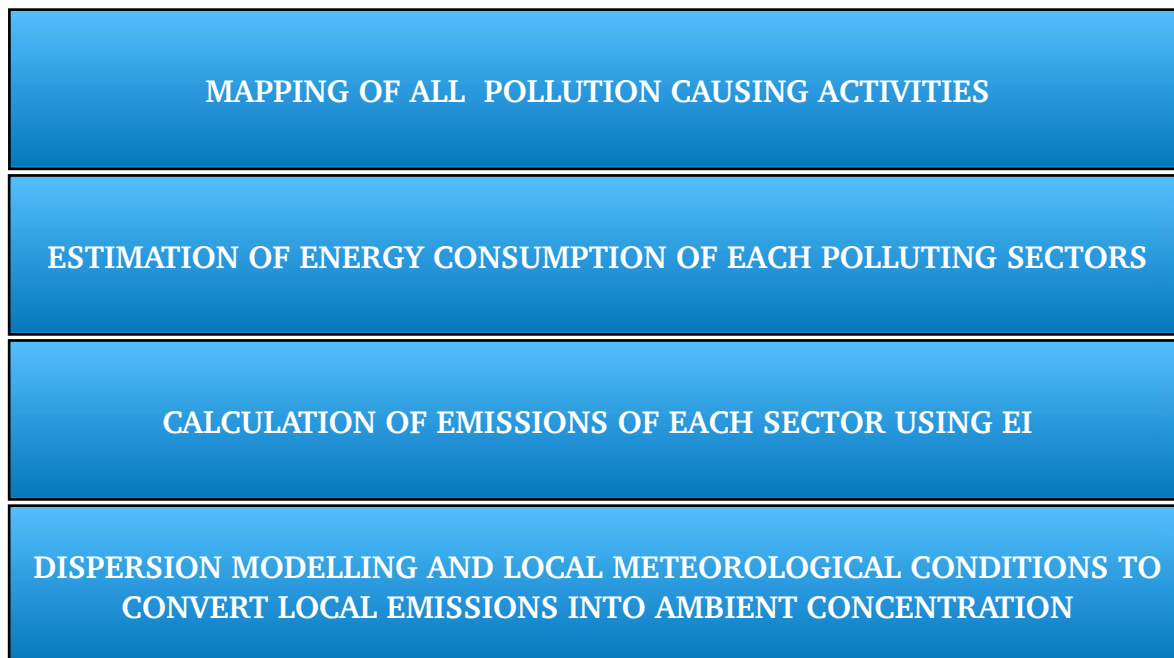 MAPPING OF ALL  POLLUTION CAUSING ACTIVITIES
ESTIMATION OF ENERGY CONSUMPTION OF EACH POLLUTING SECTORS
CALCULATION OF EMISSIONS OF EACH SECTOR USING EI
DISPERSION MODELLING AND LOCAL METEOROLOGICAL CONDITIONS TO
CONVERT LOCAL EMISSIONS INTO AMBIENT CONCENTRATION